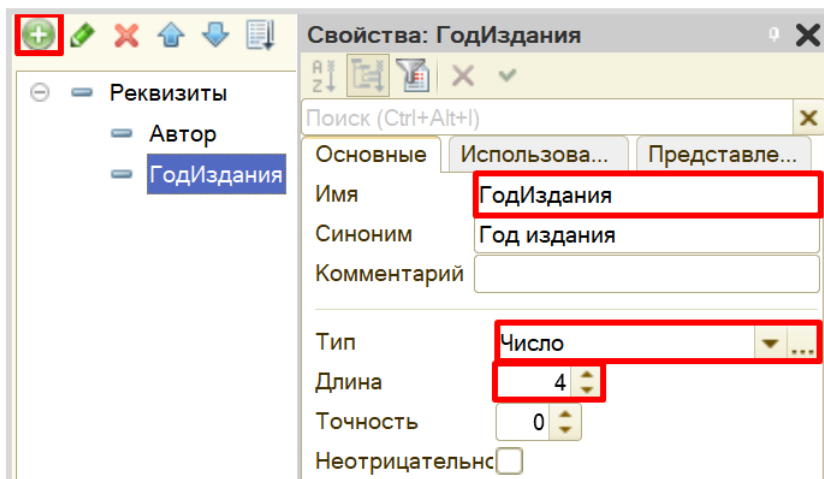 Свойства: ГодИздания
Поиск (Ctrl+Alt+I)
Реквизиты
Автор
ГодИздания
Основные
Использова...
Представле...
Имя
ГодИздания
Синоним
Год издания
Комментарий
Тип
Число
...
Длина
4
Точность
0
Неотрицательно